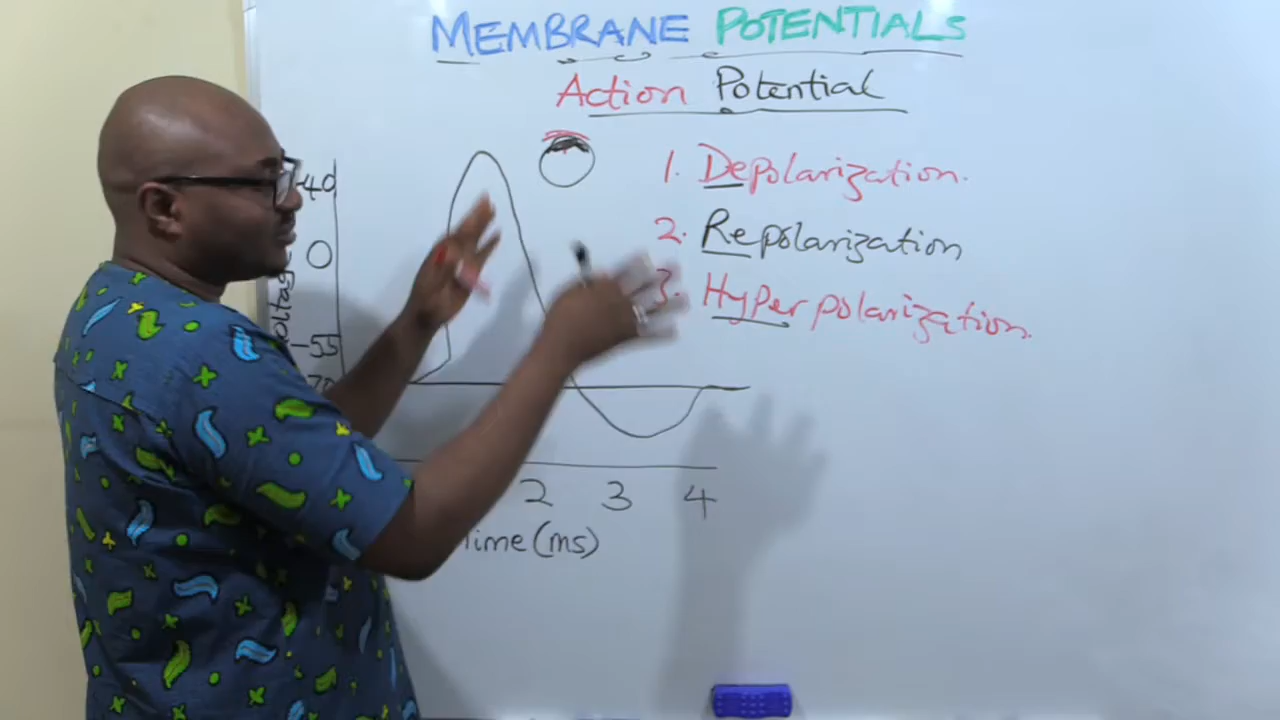 MEMBRANE POTENTIALS
Action Potential
1. Depolarization.
2. Repolarization
3. Hyperpolarization.
+40
0
-55
2 3 4
Time (ms)